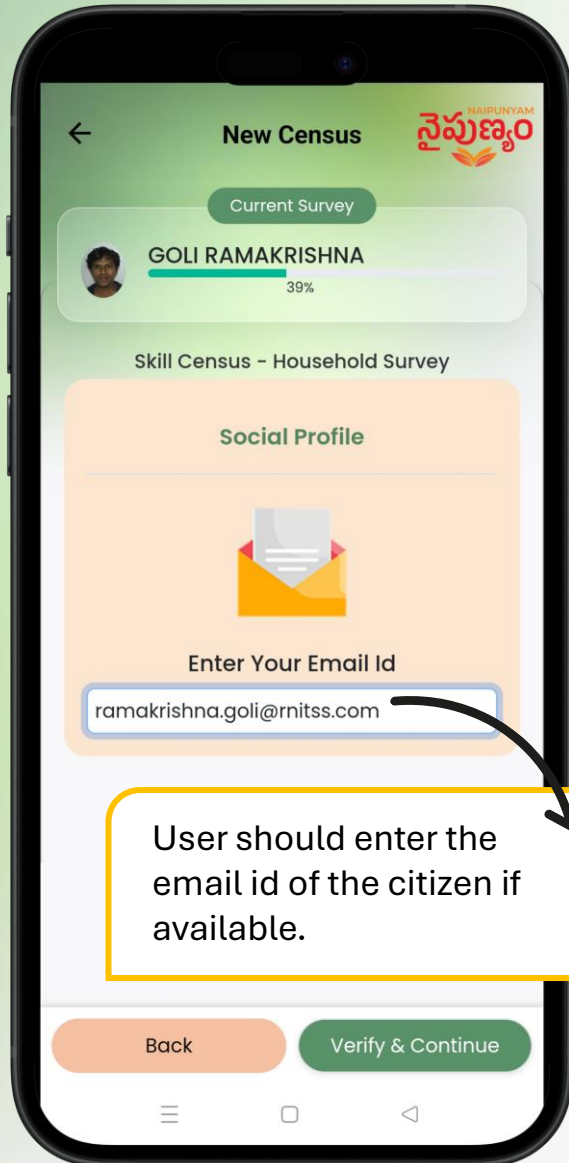 NAIPUNYAM
New Census నైపుణ్యం
Current Survey
GOLI RAMAKRISHNA
39%
Skill Census - Household Survey
Social Profile
Enter Your Email Id
ramakrishna.goli@rnitss.com
User should enter the
email id of the citizen if
available.
Back Verify & Continue